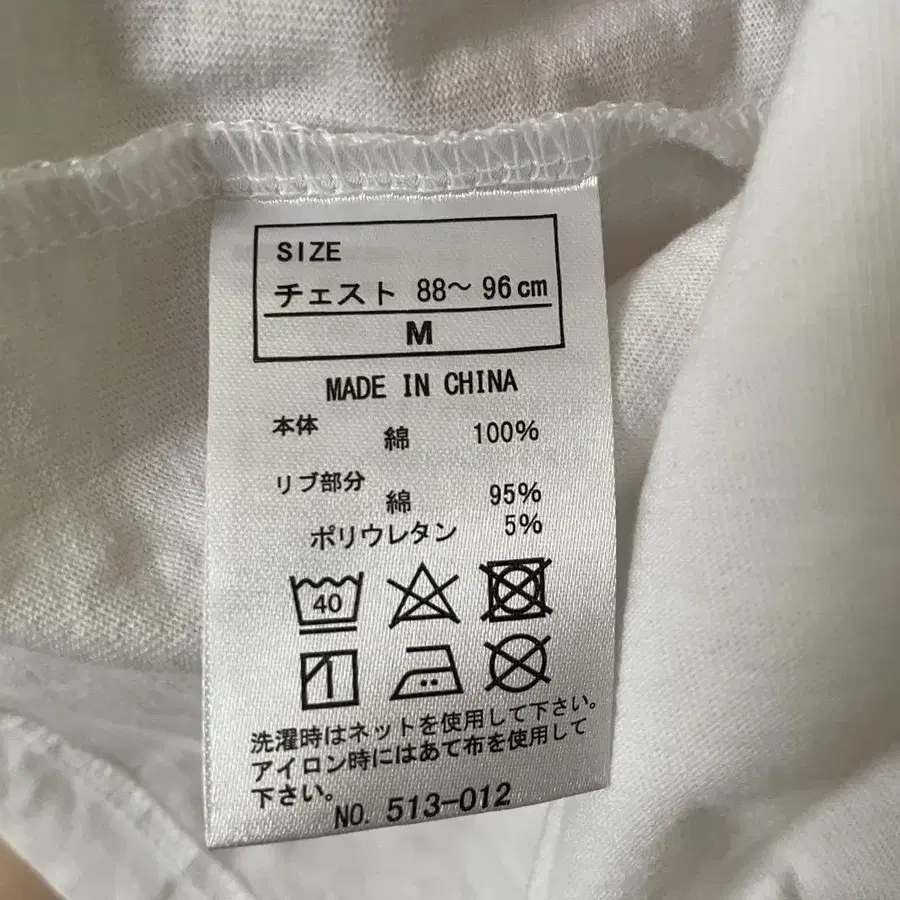 SIZE
チェスト 88〜96cm
M
MADE IN CHINA
本体 綿 100%
リブ部分 綿 95%
ポリウレタン 5%
40
洗濯時はネットを使用して下さい。
アイロン時にはあて布を使用して
下さい。
NO. 513-012